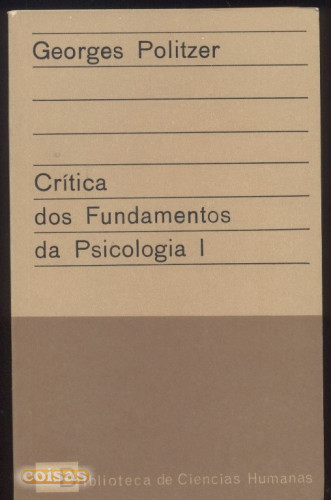 Georges Politzer
Crítica
dos Fundamentos
da Psicologia I
Biblioteca de Ciencias Humanas
coisas